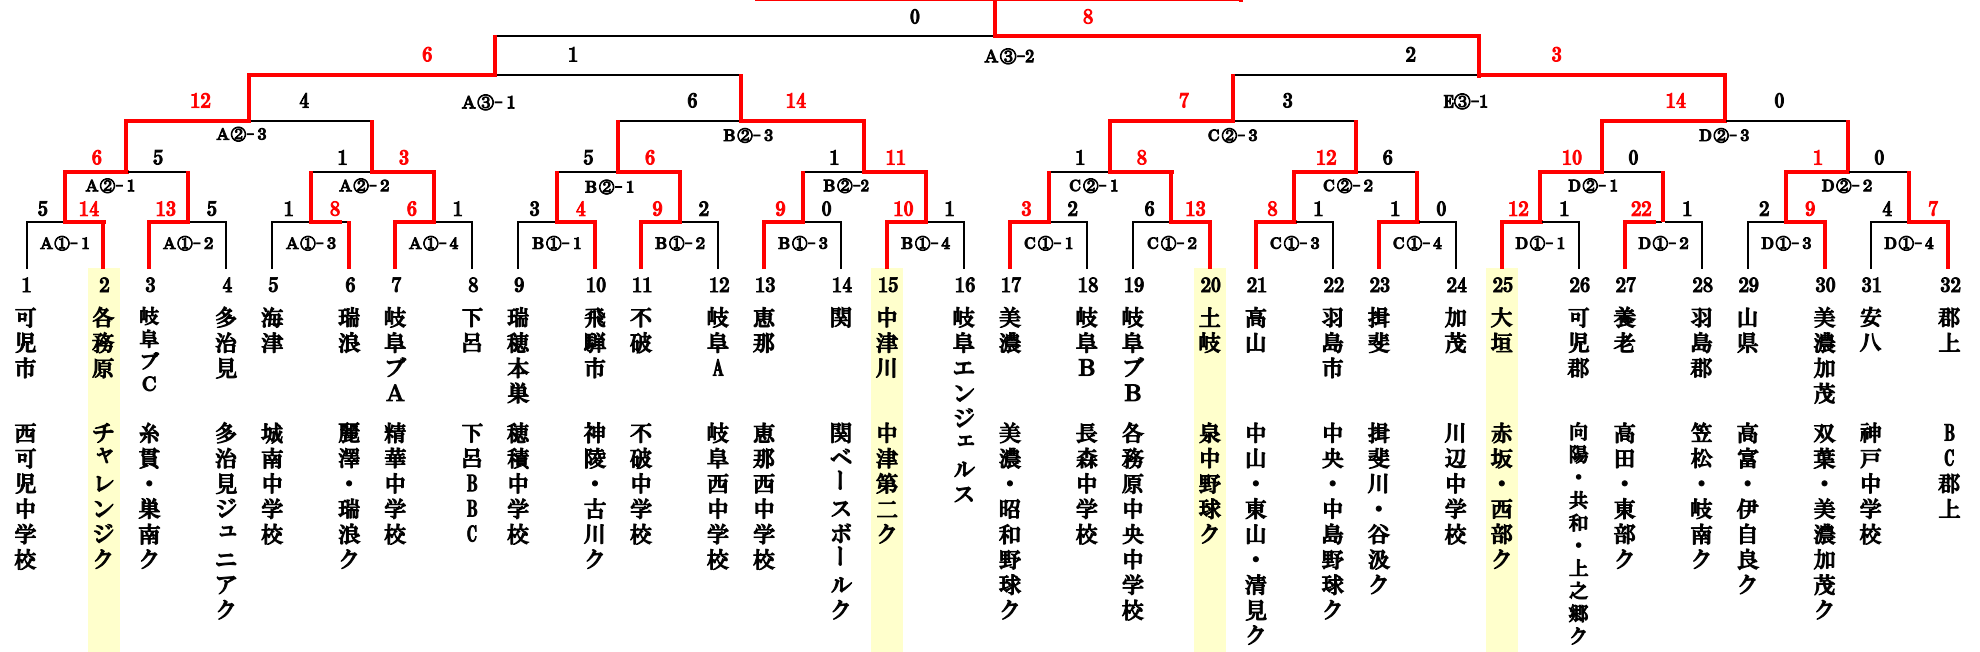 0 8
A③-2
6 1 2 3
A③-1 E③-1
12 4 6 14 7 3 14 0
A②-3 B②-3 C②-3 D②-3
6 5 1 3 5 6 1 11 1 8 12 6 10 0 1 0
A②-1 A②-2 B②-1 B②-2 C②-1 C②-2 D②-1 D②-2
5 14 13 5 1 8 6 1 3 4 9 2 9 0 10 1 3 2 6 13 8 1 1 0 12 1 22 1 2 9 4 7
A①-1 A①-2 A①-3 A①-4 B①-1 B①-2 B①-3 B①-4 C①-1 C①-2 C①-3 C①-4 D①-1 D①-2 D①-3 D①-4
1 可児市 西可児中学校
2 各務原 チャレンジク
3 岐阜ブC 糸貫・巣南ク
4 多治見 多治見ジュニアク
5 海津 城南中学校
6 瑞浪 麗澤・瑞浪ク
7 岐阜ブA 精華中学校
8 下呂 下呂BBC
9 瑞穂本巣 穂積中学校
10 飛騨市 神陵・古川ク
11 不破 不破中学校
12 岐阜A 岐阜西中学校
13 恵那 恵那西中学校
14 関 関ベースボールク
15 中津川 中津第二ク
16 岐阜エンジェルス
17 美濃 美濃・昭和野球ク
18 岐阜B 長森中学校
19 岐阜ブB 各務原中央中学校
20 土岐 泉中野球ク
21 高山 中山・東山・清見ク
22 羽島市 中央・中島野球ク
23 揖斐 揖斐川・谷汲ク
24 加茂 川辺中学校
25 大垣 赤坂・西部ク
26 可児郡 向陽・共和・上之郷ク
27 養老 高田・東部ク
28 羽島郡 笠松・岐南ク
29 山県 高富・伊自良ク
30 美濃加茂 双葉・美濃加茂ク
31 安八 神戸中学校
32 郡上 BC郡上